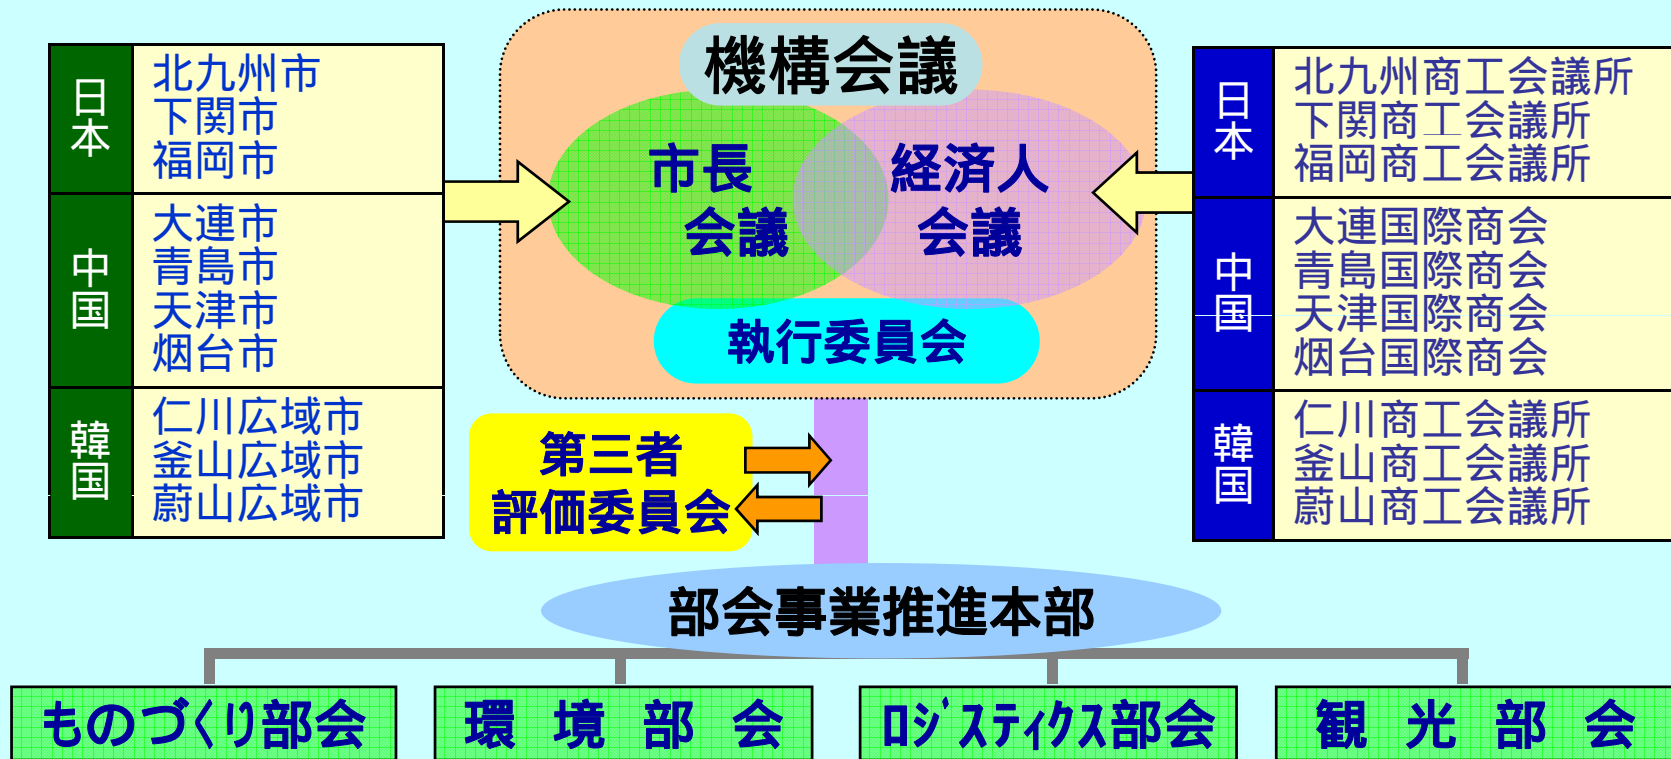 機構会議
日本
北九州市
下関市
福岡市
中国
大連市
青島市
天津市
烟台市
韓国
仁川広域市
釜山広域市
蔚山広域市
市長
会議
経済人
会議
執行委員会
日本
北九州商工会議所
下関商工会議所
福岡商工会議所
中国
大連国際商会
青島国際商会
天津国際商会
烟台国際商会
韓国
仁川商工会議所
釜山商工会議所
蔚山商工会議所
第三者
評価委員会
部会事業推進本部
ものづくり部会
環 境 部 会
ロジスティクス部会
観 光 部 会